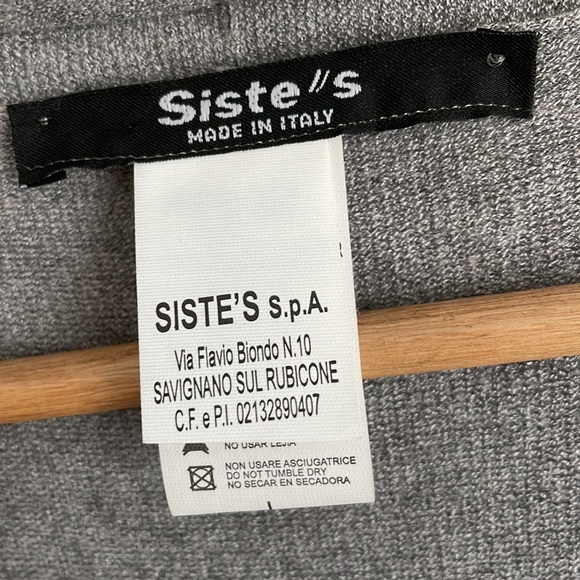 Siste"s
MADE IN ITALY
SISTE'S S.p.A.
Via Flavio Biondo N.10
SAVIGNANO SUL RUBICONE
C.F. e P.I. 02132890407
NO USAR LEJIA
NON USARE ASCIUGATRICE
DO NOT TUMBLE DRY
NO SECAR EN SECADORA